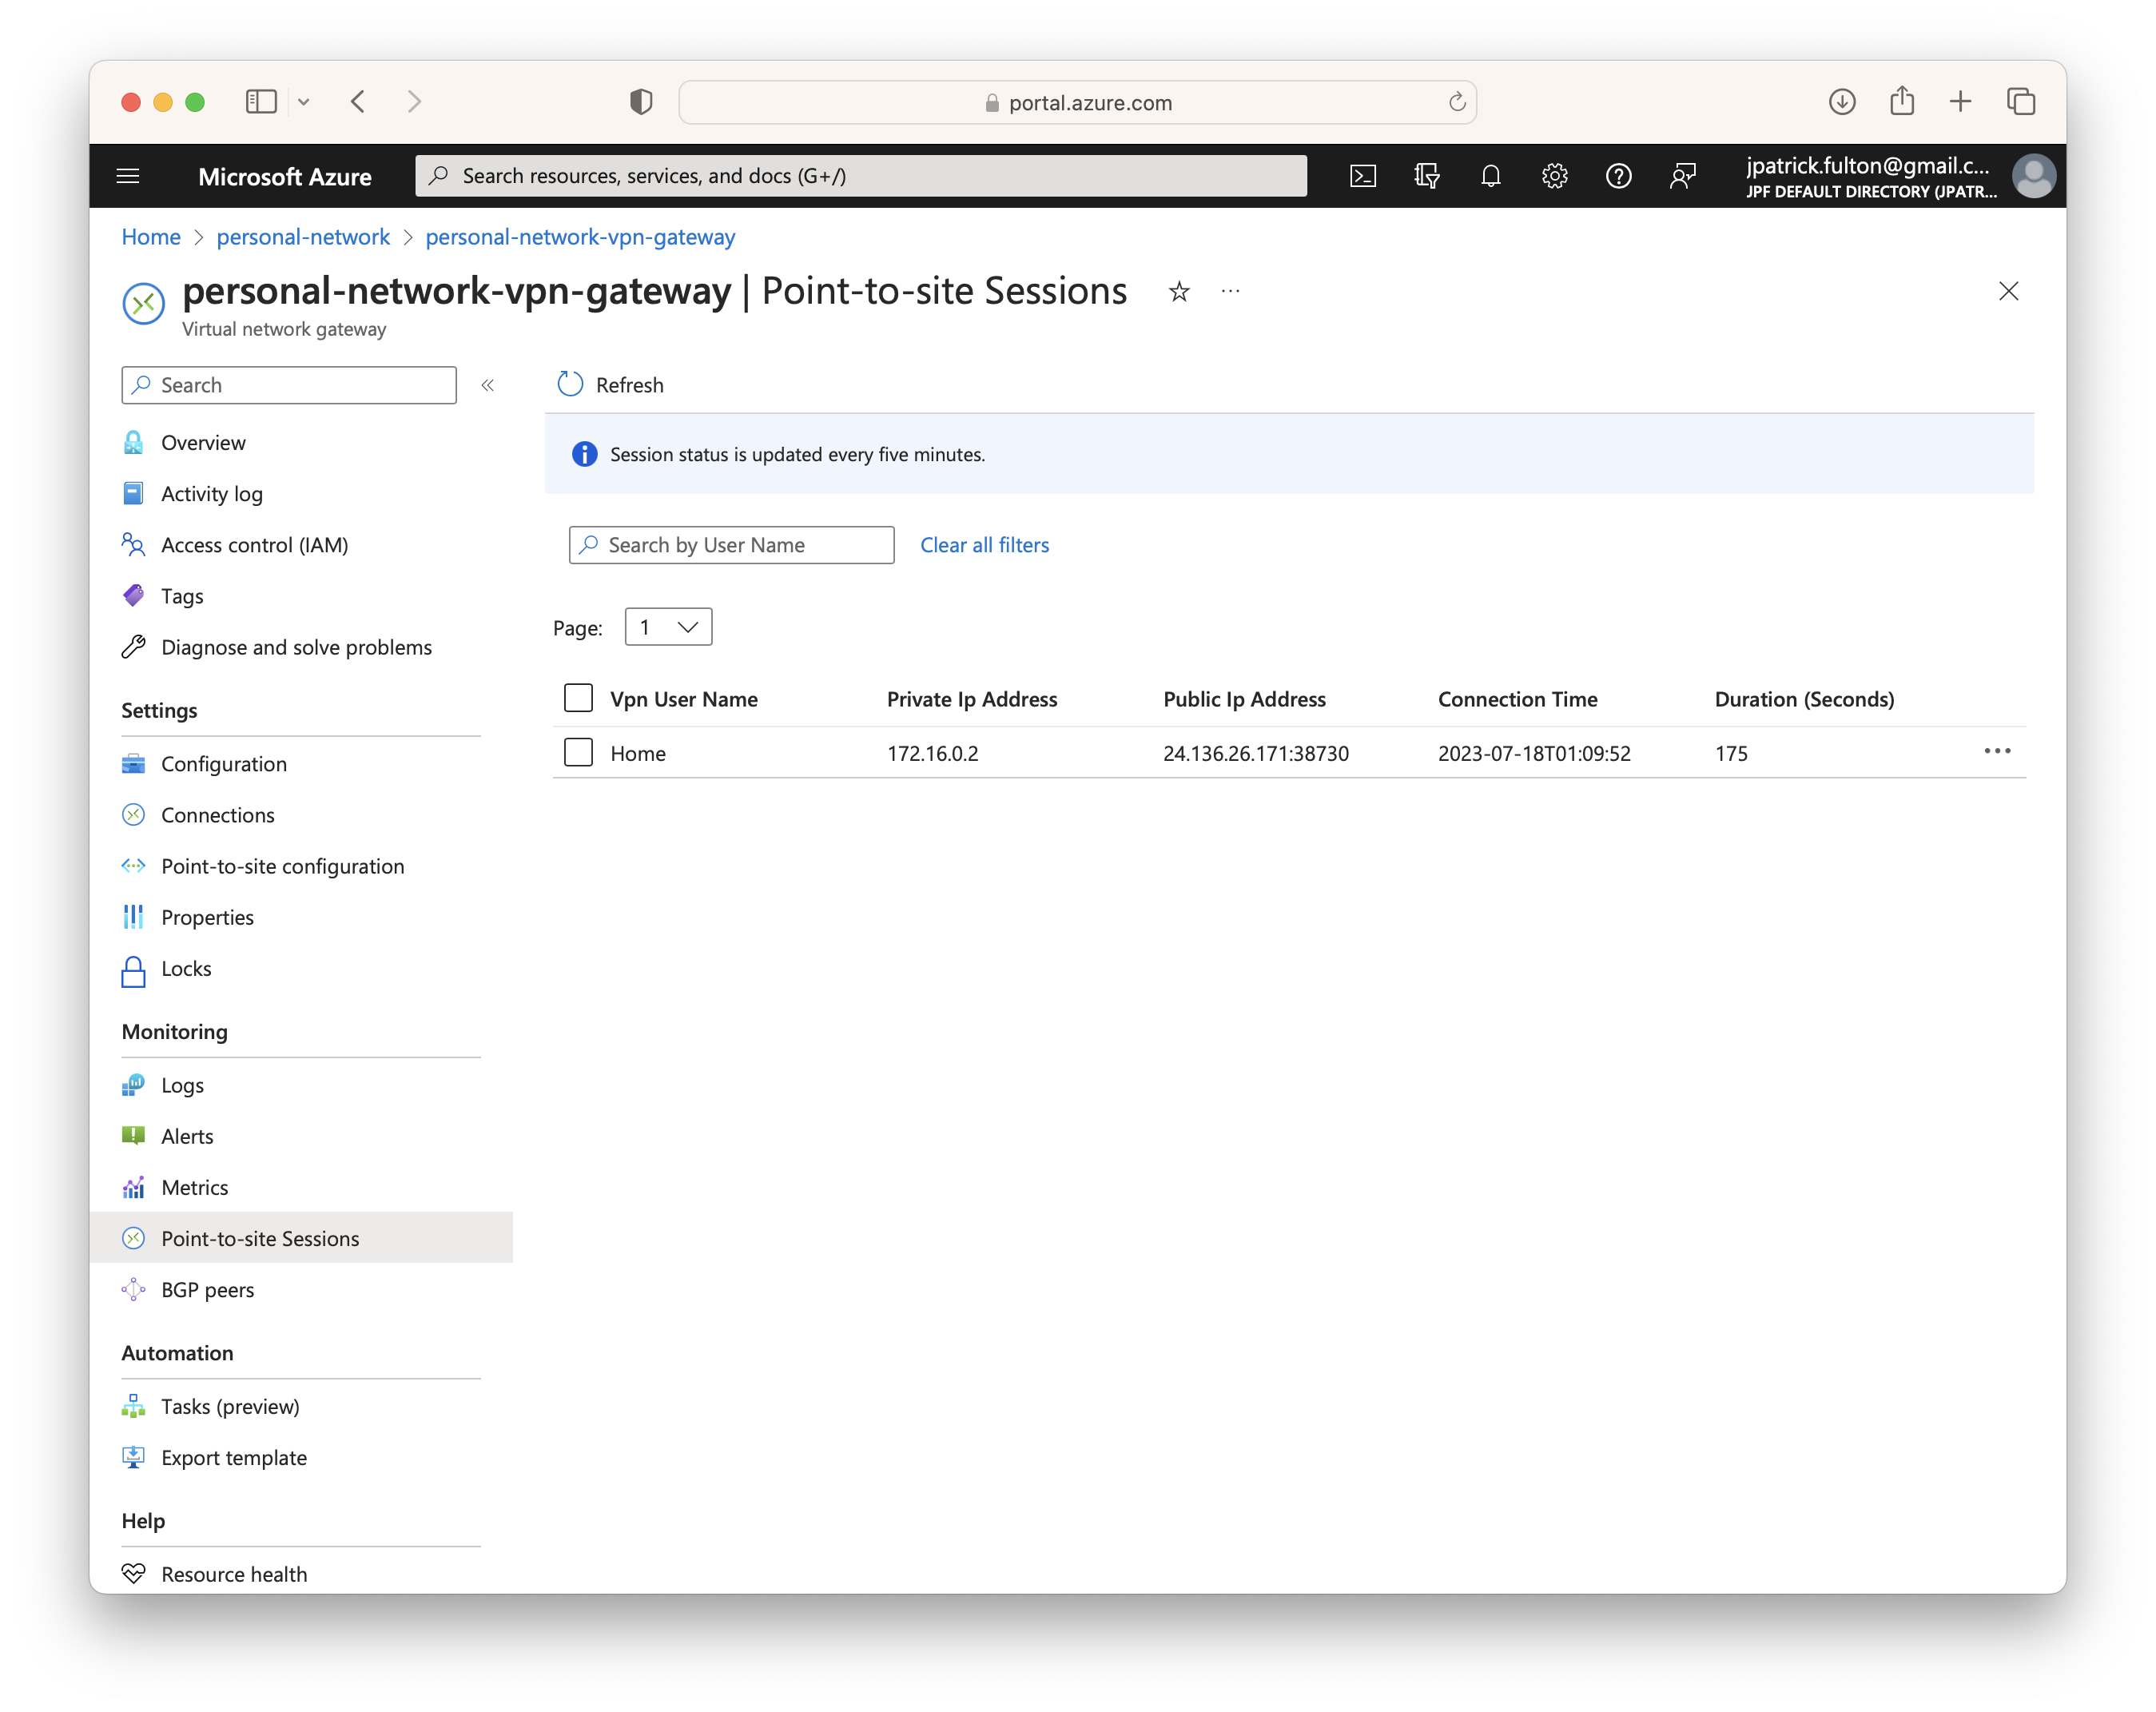 portal.azure.com
Microsoft Azure
Search resources, services, and docs (G+/)
jpatrick.fulton@gmail.c...
JPF DEFAULT DIRECTORY (JPATR...
Home > personal-network > personal-network-vpn-gateway
personal-network-vpn-gateway | Point-to-site Sessions
Virtual network gateway
Search
Overview
Activity log
Access control (IAM)
Tags
Diagnose and solve problems
Settings
Configuration
Connections
Point-to-site configuration
Properties
Locks
Monitoring
Logs
Alerts
Metrics
Point-to-site Sessions
BGP peers
Automation
Tasks (preview)
Export template
Help
Resource health
Refresh
Session status is updated every five minutes.
Search by User Name Clear all filters
Page: 1
Vpn User Name Private Ip Address Public Ip Address Connection Time Duration (Seconds)
Home 172.16.0.2 24.136.26.171:38730 2023-07-18T01:09:52 175